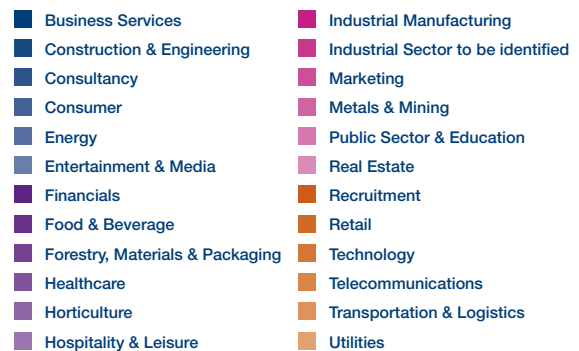 Business Services
Construction & Engineering
Consultancy
Consumer
Energy
Entertainment & Media
Financials
Food & Beverage
Forestry, Materials & Packaging
Healthcare
Horticulture
Hospitality & Leisure
Industrial Manufacturing
Industrial Sector to be identified
Marketing
Metals & Mining
Public Sector & Education
Real Estate
Recruitment
Retail
Technology
Telecommunications
Transportation & Logistics
Utilities